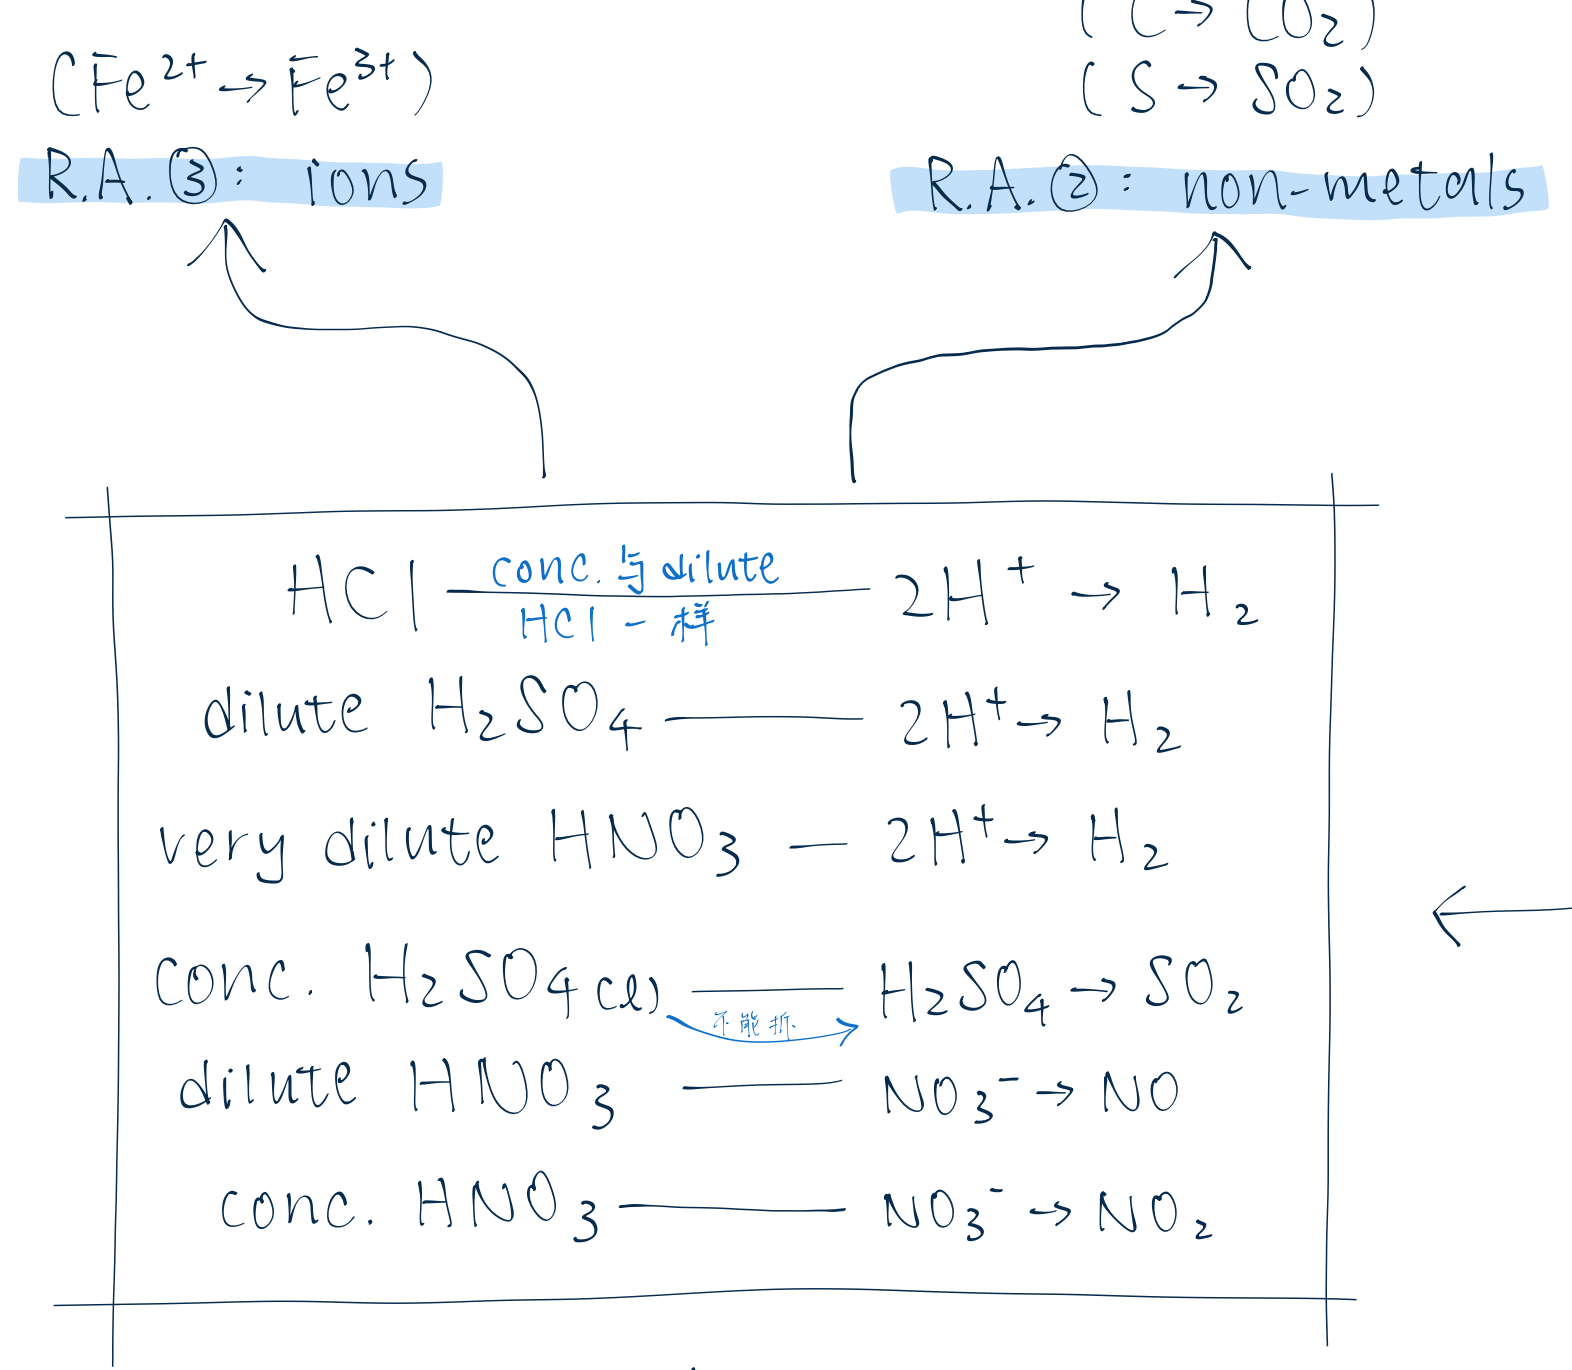 ( C → CO₂ )
(Fe²⁺ → Fe³⁺)
( S → SO₂ )
R.A. ③ : ions
R.A. ② : non-metals
HCl conc. 与 dilute HCl 一样 2H⁺ → H₂
dilute H₂SO₄ — 2H⁺ → H₂
very dilute HNO₃ — 2H⁺ → H₂
conc. H₂SO₄(l) — H₂SO₄ → SO₂
不能拆
dilute HNO₃ — NO₃⁻ → NO
conc. HNO₃ — NO₃⁻ → NO₂